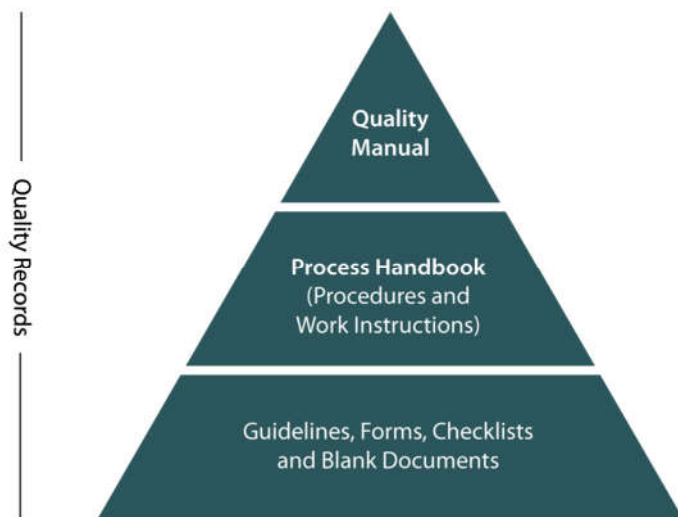 Quality
Manual
Quality Records
Process Handbook
(Procedures and
Work Instructions)
Guidelines, Forms, Checklists
and Blank Documents